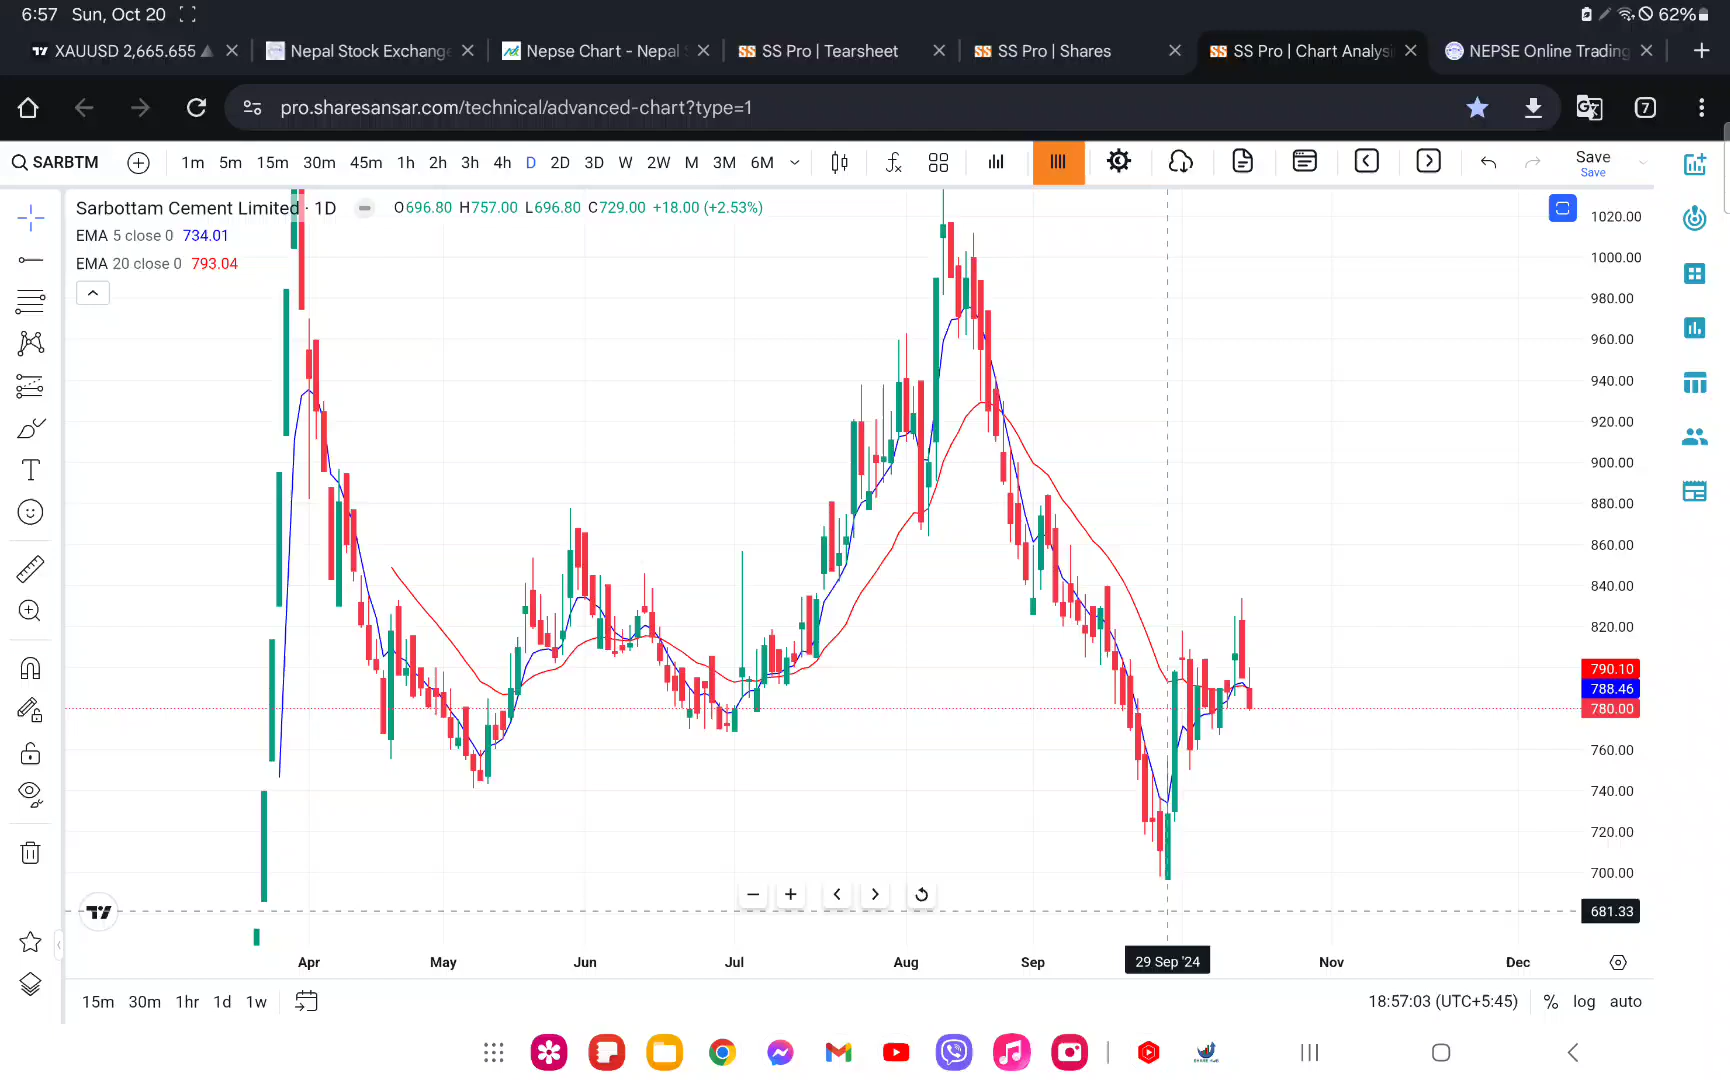 6:57 Sun, Oct 20 62%
XAUUSD 2,665.655 Nepal Stock Exchange Nepse Chart - Nepal SS Pro | Tearsheet SS Pro | Shares SS Pro | Chart Analysi NEPSE Online Trading
pro.sharesansar.com/technical/advanced-chart?type=1 7
SARBTM 1m 5m 15m 30m 45m 1h 2h 3h 4h D 2D 3D W 2W M 3M 6M Save
Save
Sarbottam Cement Limited · 1D O696.80 H757.00 L696.80 C729.00 +18.00 (+2.53%)
EMA 5 close 0 734.01
EMA 20 close 0 793.04
1020.00
1000.00
980.00
960.00
940.00
920.00
900.00
880.00
860.00
840.00
820.00
790.10
788.46
780.00
760.00
740.00
720.00
700.00
681.33
Apr May Jun Jul Aug Sep 29 Sep '24 Nov Dec
15m 30m 1hr 1d 1w 18:57:03 (UTC+5:45) % log auto